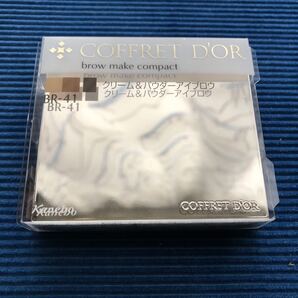 COFFRET D'OR
brow make compact
brow make compact
クリーム&パウダーアイブロウ
BR-41 クリーム&パウダーアイブロウ
BR-41
Kanebo COFFRET D'OR
Kanebo